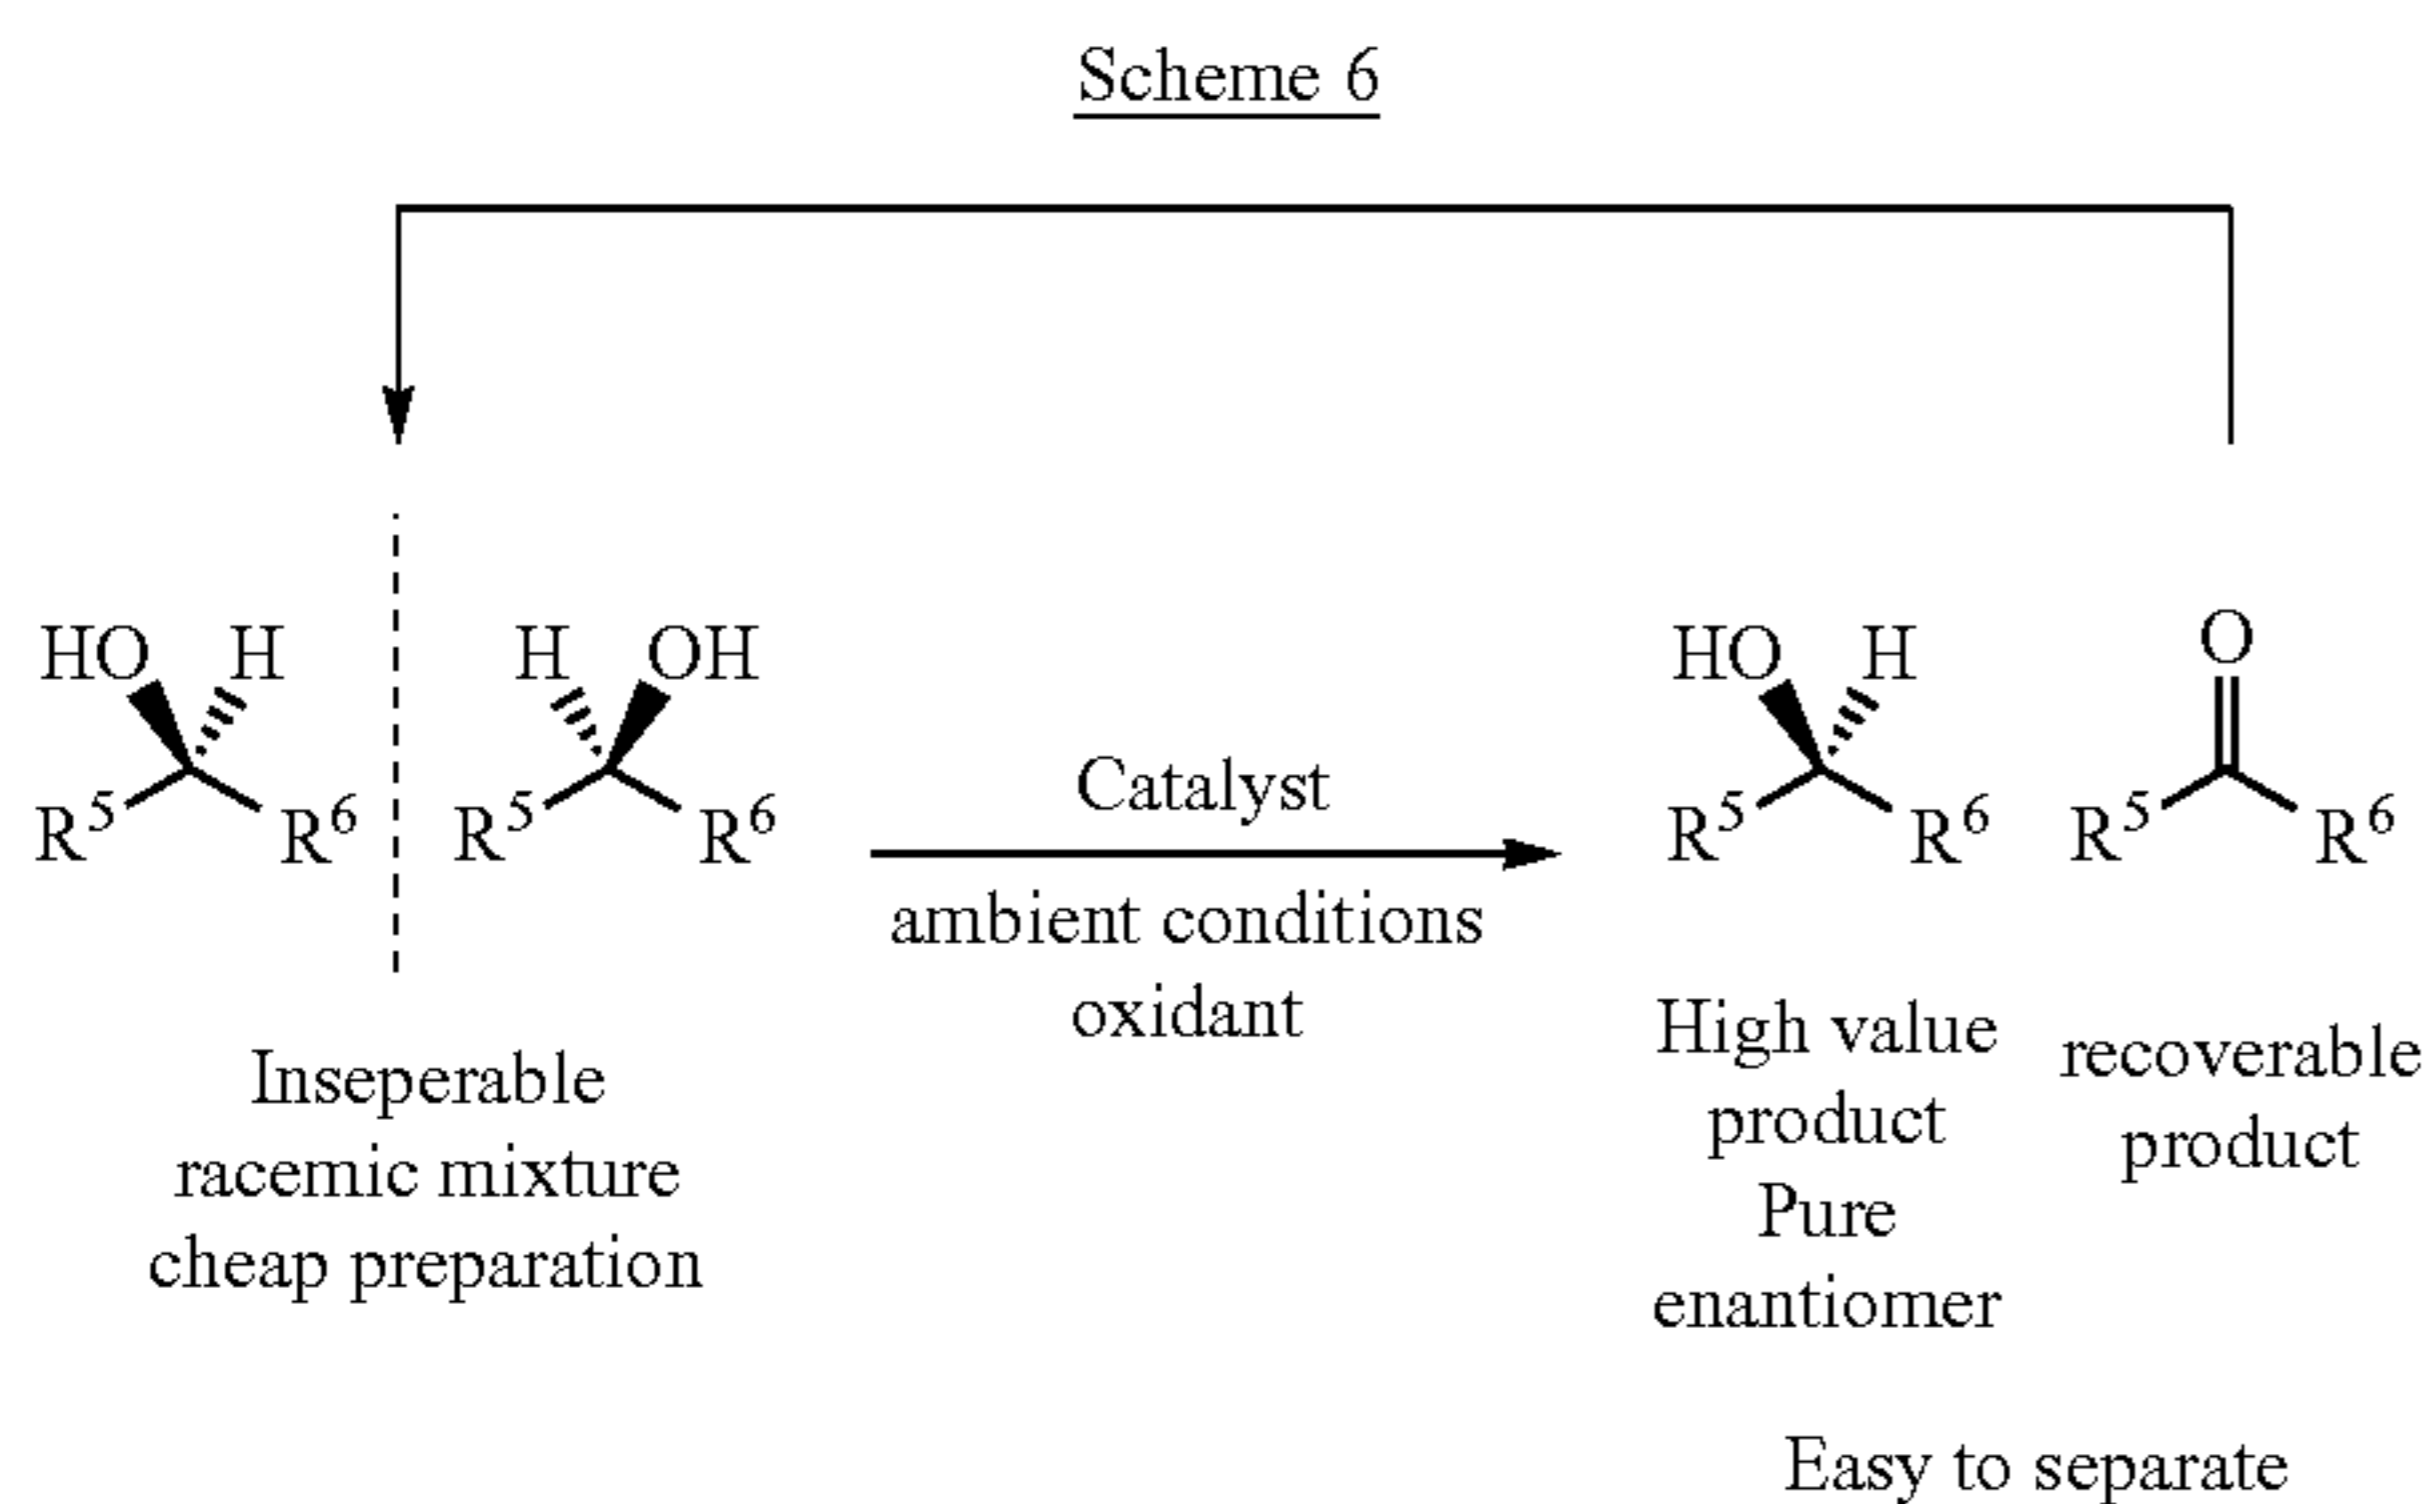 Scheme 6
HO H H OH
R⁵ R⁶ R⁵ R⁶
Catalyst
ambient conditions
oxidant
HO H O
R⁵ R⁶ R⁵ R⁶
Inseperable
racemic mixture
cheap preparation
High value
product
Pure
enantiomer
recoverable
product
Easy to separate